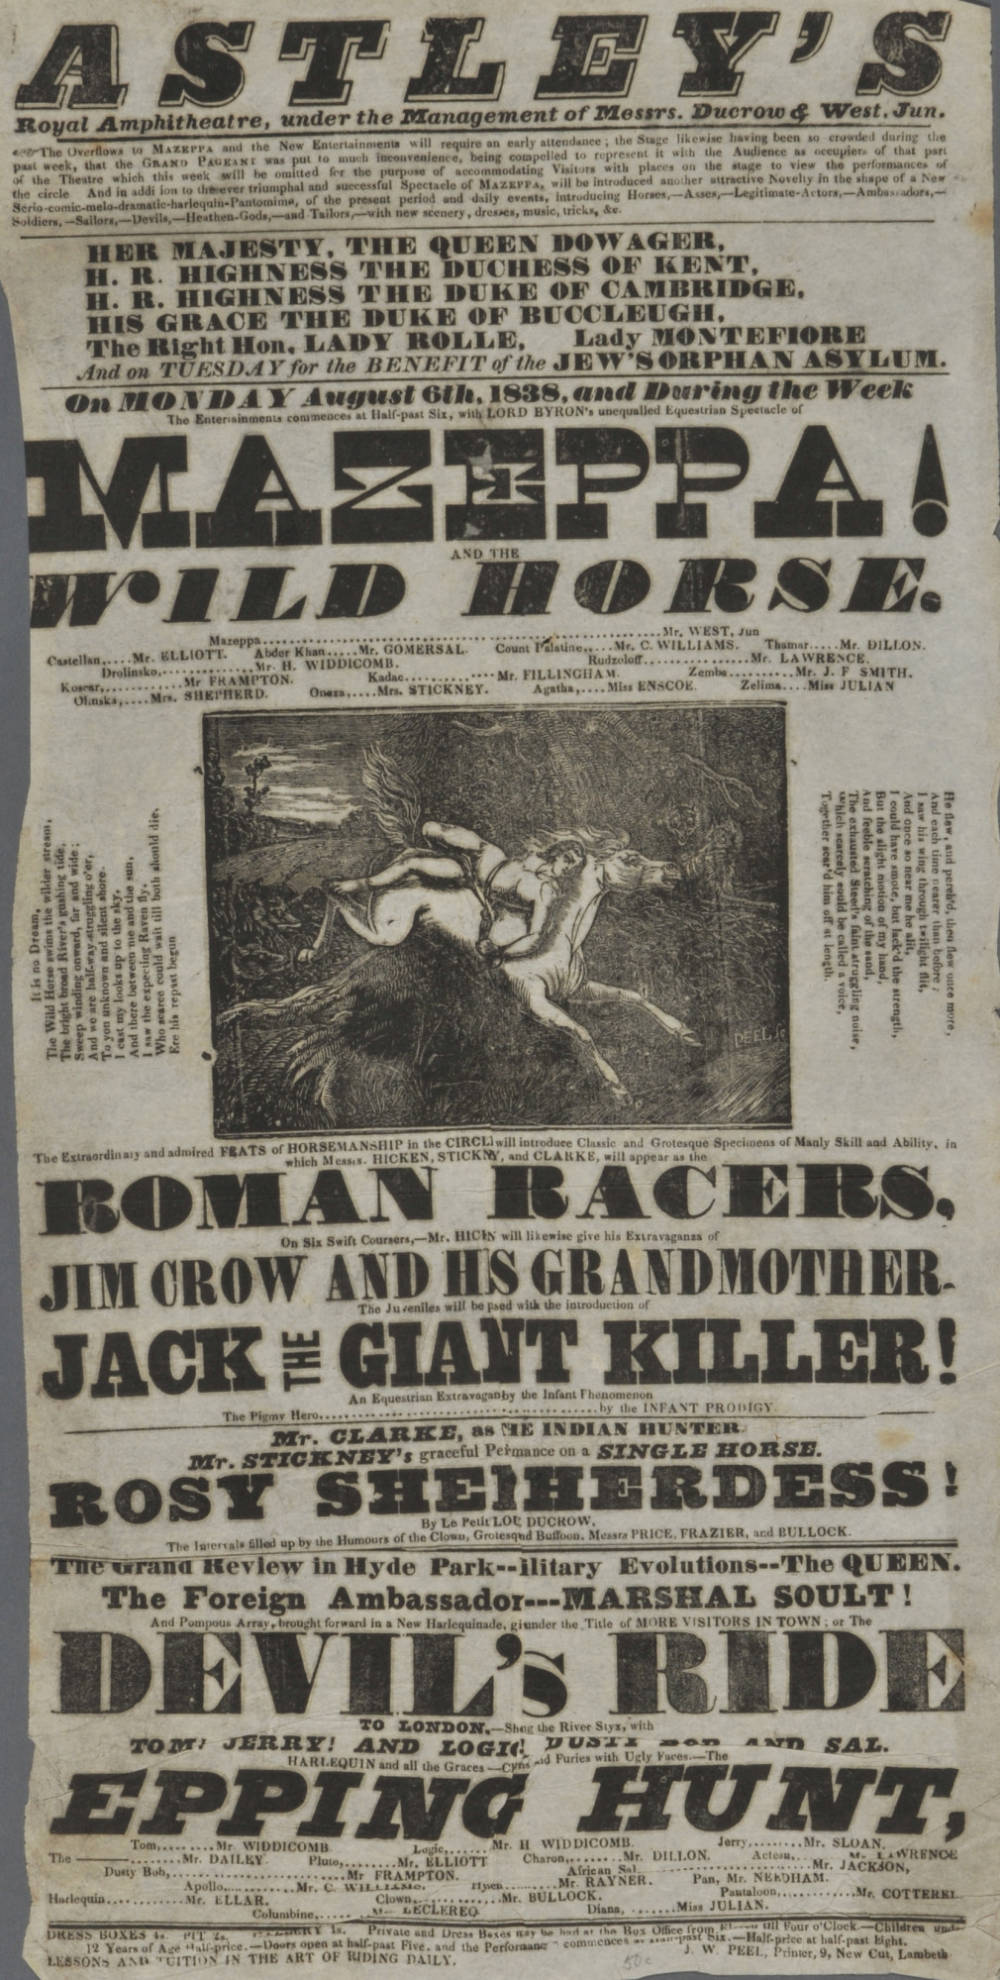 ASTLEY'S
Royal Amphitheatre, under the Management of Messrs. Ducrow & West, Jun.
The Overflows to MAZEPPA and the New Entertainments will require an early attendance; the Stage likewise having been so crowded during the
past week, that the GRAND PAGEANT was put to much inconvenience, being compelled to represent it with the Audience as occupiers of that part
of the Theatre which this week will be omitted for the purpose of accommodating Visitors with places on the stage to view the performances of
the circle And in addi ion to the ever triumphal and successful Spectacle of MAZEPPA, will be introduced another attractive Novelty in the shape of a New
Serio-comic-melo-dramatic-harlequin-Pantomime, of the present period and daily events, introducing Horses,—Asses,—Legitimate-Actors,—Ambassadors,—
Soldiers,—Sailors,—Devils,—Heathen-Gods,—and Tailors,—with new scenery, dresses, music, tricks, &c.
HER MAJESTY, THE QUEEN DOWAGER,
H. R. HIGHNESS THE DUCHESS OF KENT,
H. R. HIGHNESS THE DUKE OF CAMBRIDGE,
HIS GRACE THE DUKE OF BUCCLEUGH,
The Right Hon. LADY ROLLE, Lady MONTEFIORE
And on TUESDAY for the BENEFIT of the JEW'S ORPHAN ASYLUM.
On MONDAY August 6th, 1838, and During the Week
The Entertainments commences at Half-past Six, with LORD BYRON's unequalled Equestrian Spectacle of
MAZEPPA!
AND THE
WILD HORSE.
Mazeppa....Mr. WEST, Jun
Castellan,....Mr. ELLIOTT. Abder Khan.....Mr. GOMERSAL. Count Palatine,....Mr. C. WILLIAMS. Thamar.....Mr. DILLON.
Drolinsko,....Mr. H. WIDDICOMB. Rudzoloff....Mr. LAWRENCE.
Koscar,....Mr FRAMPTON. Kadac....Mr. FILLINGHAM. Zemba....Mr. J. F SMITH.
Olinska,....Mrs. SHEPHERD. Oneza,....Mrs. STICKNEY. Agatha,....Miss ENSCOE. Zelima....Miss JULIAN
It is no Dream,
The Wild Horse swims the wilder stream,
The bright broad River's gushing tide,
Sweep winding onward, far and wide;
And we are half-way struggling o'er,
To yon unknown and silent shore.
I cast my looks up to the sky,
And there between me and the sun,
I saw the expecting Raven fly,
Who scarce could wait till both should die,
Ere his repast begun
He flew, and perch'd, then flew once more,
And each time nearer than before;
I saw his wing through twilight flit,
And once so near me he alit,
I could have smote, but lack'd the strength,
But the slight motion of my hand,
And feeble scratching of the sand,
The exhausted Steed's faint struggling noise,
Which scarcely could be called a voice,
Together scar'd him off at length
PEEL
The Extraordinary and admired FEATS of HORSEMANSHIP in the CIRCL will introduce Classic and Grotesque Specimens of Manly Skill and Ability, in
which Messrs. HICKEN, STICKNY, and CLARKE, will appear as the
ROMAN RACERS,
On Six Swift Coursers,—Mr. HICN will likewise give his Extravaganza of
JIM CROW AND HIS GRANDMOTHER.
The Juveniles will be with the introduction of
JACK THE GIANT KILLER!
An Equestrian by the Infant Phenomenon
The Pigmy Hero....by the INFANT PRODIGY.
Mr. CLARKE, as INDIAN HUNTER.
Mr. STICKNEY's graceful on a SINGLE HORSE.
ROSY SHEPHERDESS!
By Le Petit LOU DUCROW.
The Intervals filled up by the Humours of the Clown, Buffoon, Messrs PRICE, FRAZIER, and BULLOCK.
The Grand Review in Hyde Park--ilitary Evolutions--The QUEEN.
The Foreign Ambassador---MARSHAL SOULT!
And Pompous Array, brought forward in a New Harlequinade, under the Title of MORE VISITORS IN TOWN; or The
DEVIL's RIDE
TO LONDON,— the River Styx, with
TOM! JERRY! AND LOGIC! DUSTY BOB AND SAL.
HARLEQUIN and all the Graces— and Furies with Ugly Faces.—The
EPPING HUNT,
Tom,....Mr. WIDDICOMB Logic,....Mr. H WIDDICOMB. Jerry....Mr. SLOAN.
The ———....Mr. DAILEY. Pluto,....Mr. ELLIOTT Charon,....Mr. DILLON. LAWRENCE
Dusty Bob,....Mr FRAMPTON. African Sal....Mr. JACKSON,
Apollo....Mr. C. WILLIAMS. Hymen....Mr. RAYNER. Pan, Mr. NEEDHAM.
Harlequin....Mr. ELLAR. Clown....Mr. BULLOCK. Pantaloon,....Mr. COTTEREL
Columbine,.... LECLERCQ Diana,....Miss JULIAN.
DRESS BOXES 4s. PIT 2s. 1s. Private and Dress Boxes may be had at the Box Office from till Four o'Clock.—Children under
12 Years of Age Half-price.—Doors open at half-past Five, and the commences at Six.—Half-price at half-past Eight.
LESSONS AND TUITION IN THE ART OF RIDING DAILY. J. W. PEEL, Printer, 9, New Cut, Lambeth